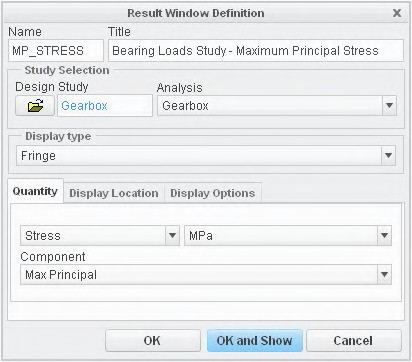 Result Window Definition
Name Title
MP_STRESS Bearing Loads Study - Maximum Principal Stress
Study Selection
Design Study Analysis
Gearbox Gearbox
Display type
Fringe
Quantity Display Location Display Options
Stress MPa
Component
Max Principal
OK OK and Show Cancel